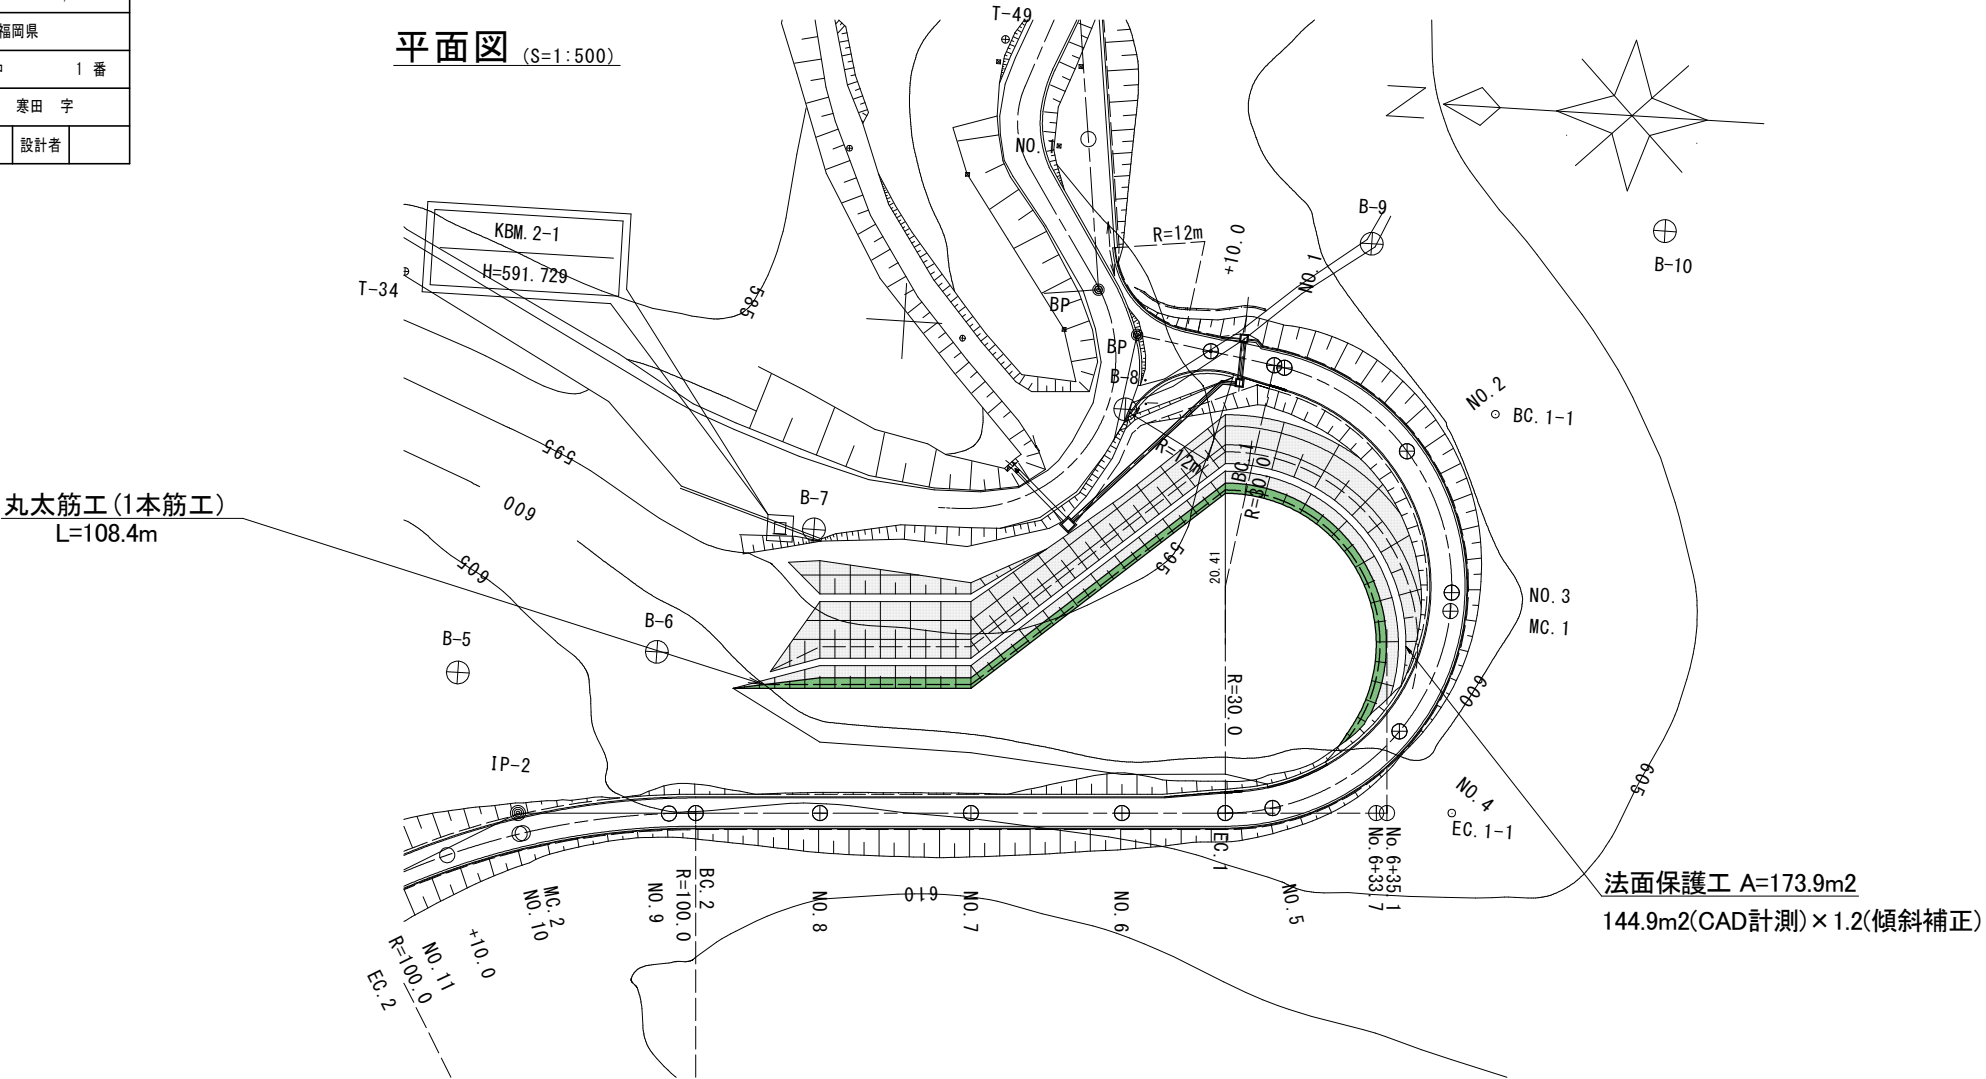 福岡県
1 番
寒田 字
設計者
平面図 (S=1:500)
T-49
NO. 1
KBM. 2-1
H=591.729
T-34
585
BP
R=12m
+10.0
NO. 1
B-9
B-10
BP
B-8
R=12m
NO. 2
BC. 1-1
595
600
605
B-7
B-6
B-5
丸太筋工(1本筋工)
L=108.4m
BC.1
R=30.0
595
20.41
NO. 3
MC. 1
R=30.0
600
605
IP-2
NO. 4
EC. 1-1
EC.1
No. 6+35.1
No. 6+33.7
法面保護工 A=173.9m2
144.9m2(CAD計測)×1.2(傾斜補正)
NO. 5
NO. 6
NO. 7
610
NO. 8
BC. 2
R=100.0
NO. 9
MC. 2
NO. 10
+10.0
NO. 11
R=100.0
EC. 2